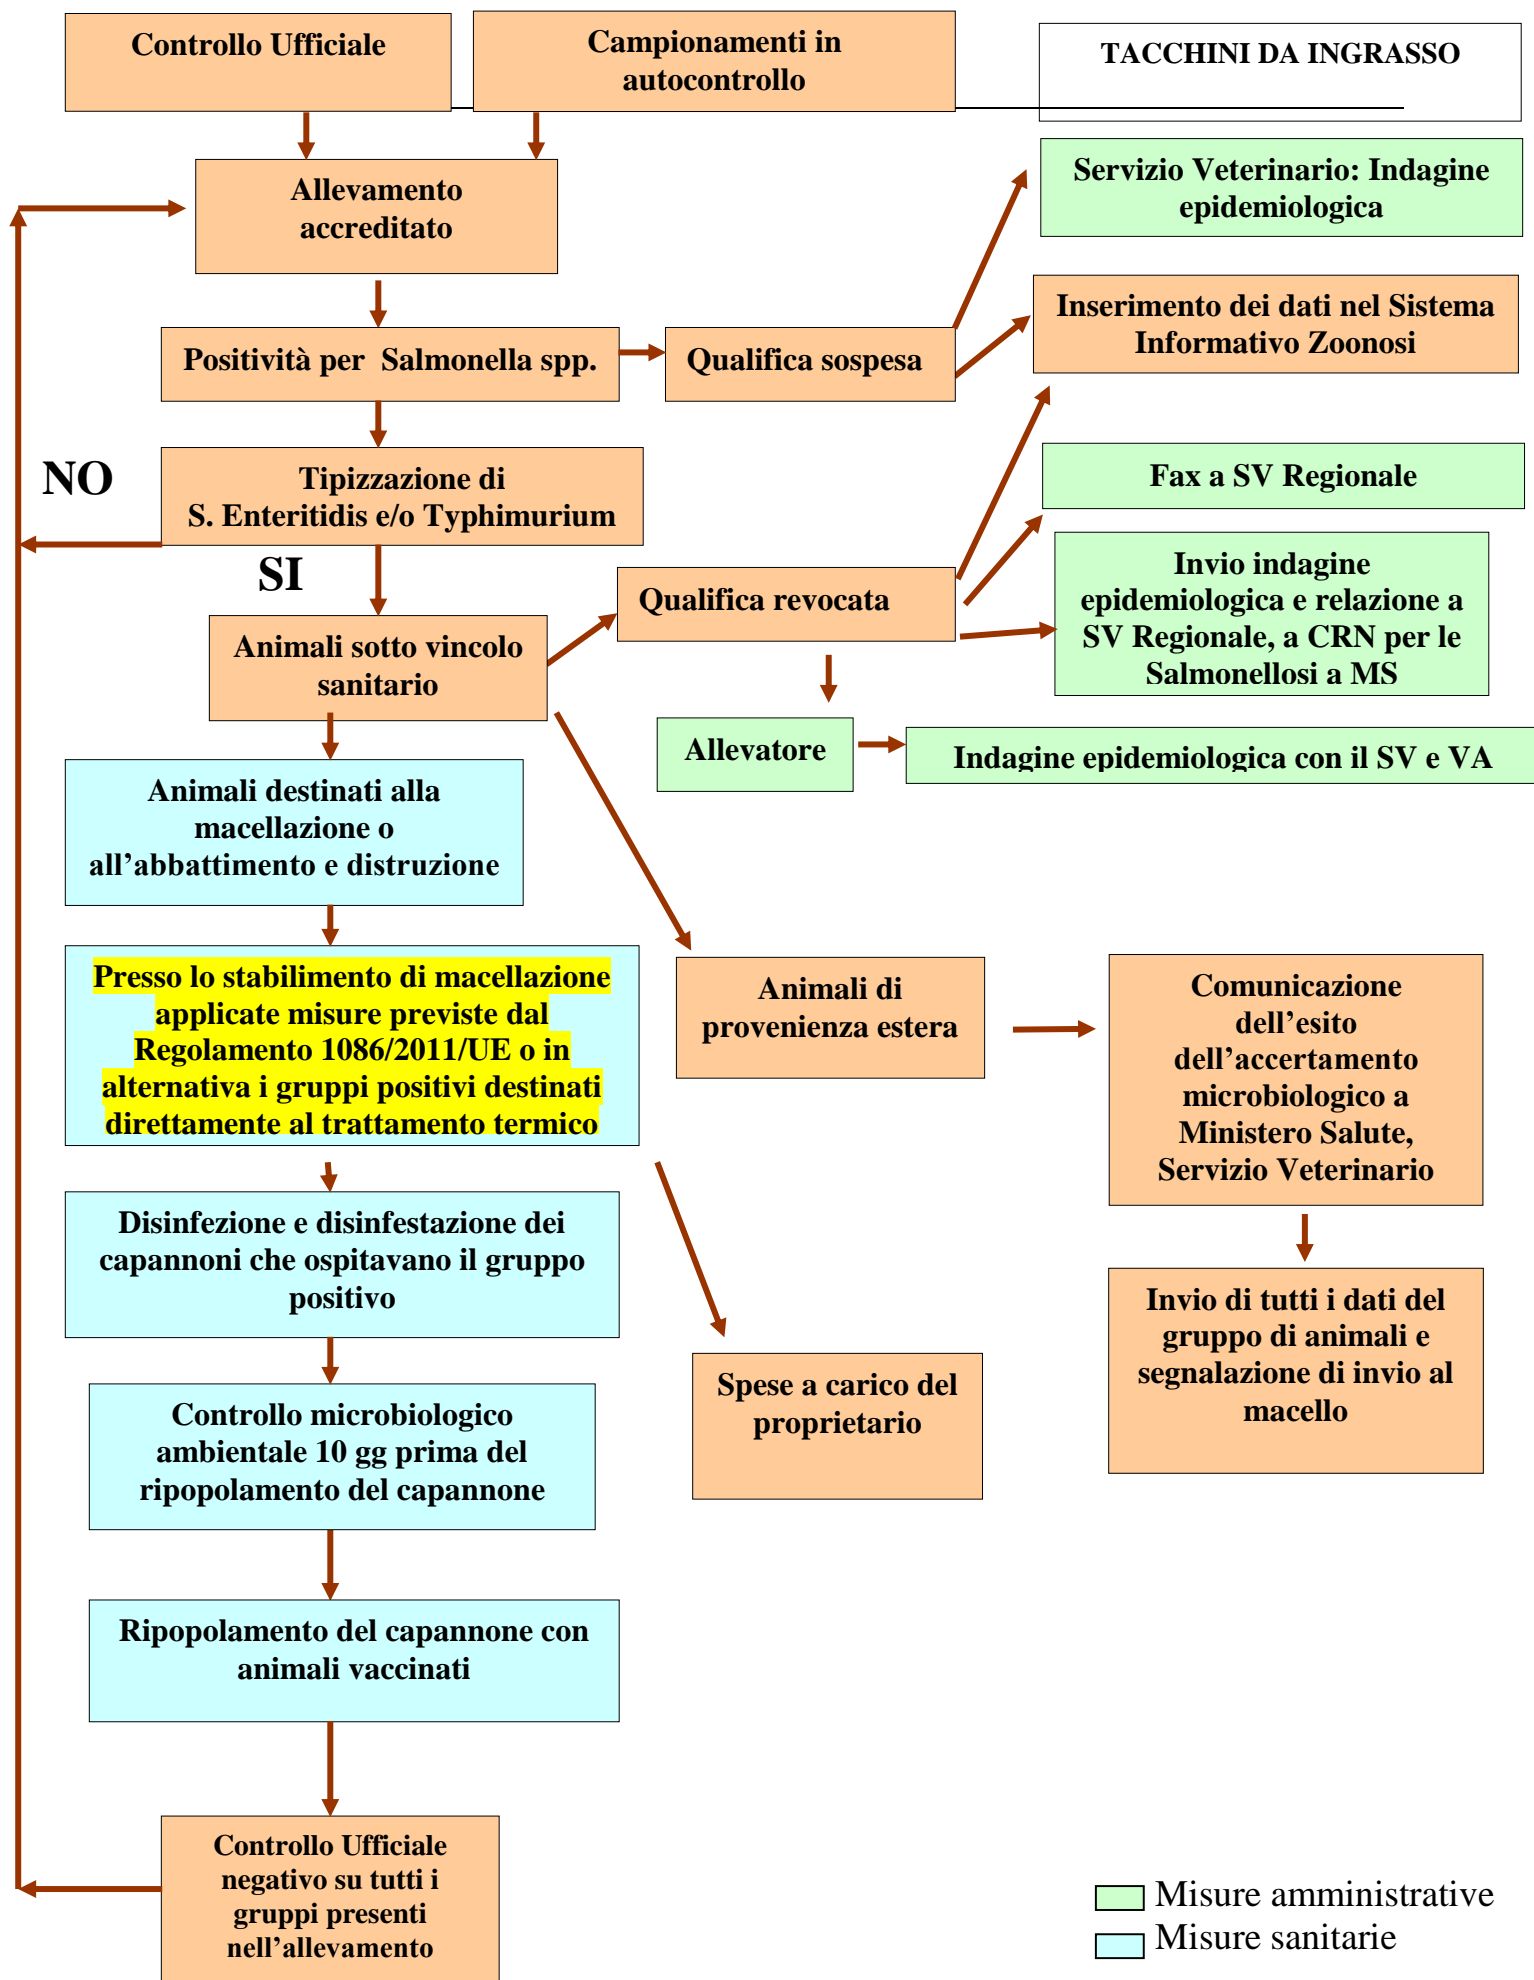 Controllo Ufficiale
Campionamenti in
autocontrollo
TACCHINI DA INGRASSO
Allevamento
accreditato
Servizio Veterinario: Indagine
epidemiologica
Positività per Salmonella spp.
Qualifica sospesa
Inserimento dei dati nel Sistema
Informativo Zoonosi
NO
Tipizzazione di
S. Enteritidis e/o Typhimurium
Fax a SV Regionale
SI
Qualifica revocata
Invio indagine
epidemiologica e relazione a
SV Regionale, a CRN per le
Salmonellosi a MS
Animali sotto vincolo
sanitario
Allevatore
Indagine epidemiologica con il SV e VA
Animali destinati alla
macellazione o
all’abbattimento e distruzione
Presso lo stabilimento di macellazione
applicate misure previste dal
Regolamento 1086/2011/UE o in
alternativa i gruppi positivi destinati
direttamente al trattamento termico
Animali di
provenienza estera
Comunicazione
dell’esito
dell’accertamento
microbiologico a
Ministero Salute,
Servizio Veterinario
Disinfezione e disinfestazione dei
capannoni che ospitavano il gruppo
positivo
Invio di tutti i dati del
gruppo di animali e
segnalazione di invio al
macello
Spese a carico del
proprietario
Controllo microbiologico
ambientale 10 gg prima del
ripopolamento del capannone
Ripopolamento del capannone con
animali vaccinati
Controllo Ufficiale
negativo su tutti i
gruppi presenti
nell’allevamento
Misure amministrative
Misure sanitarie